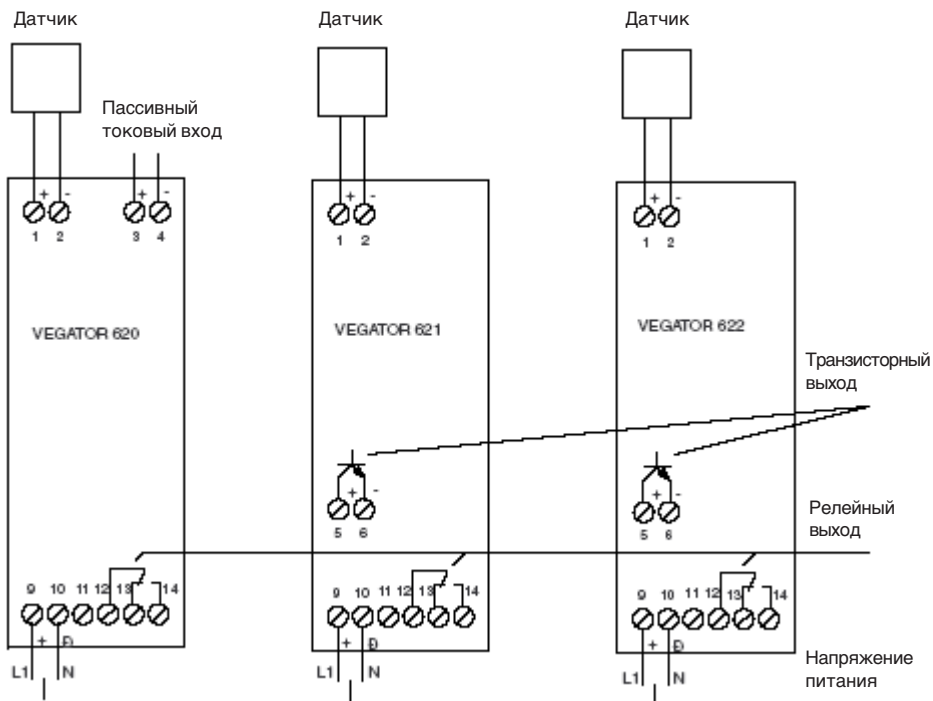 Датчик Датчик Датчик
Пассивный
токовый вход
+ - + - + - + -
1 2 3 4 1 2 1 2
VEGATOR 620 VEGATOR 621 VEGATOR 622
Транзисторный
выход
+ - + -
5 6 5 6
Релейный
выход
9 10 11 12 13 14 9 10 11 12 13 14 9 10 11 12 13 14
+ Đ + Đ + Đ
L1 N L1 N L1 N
Напряжение
питания